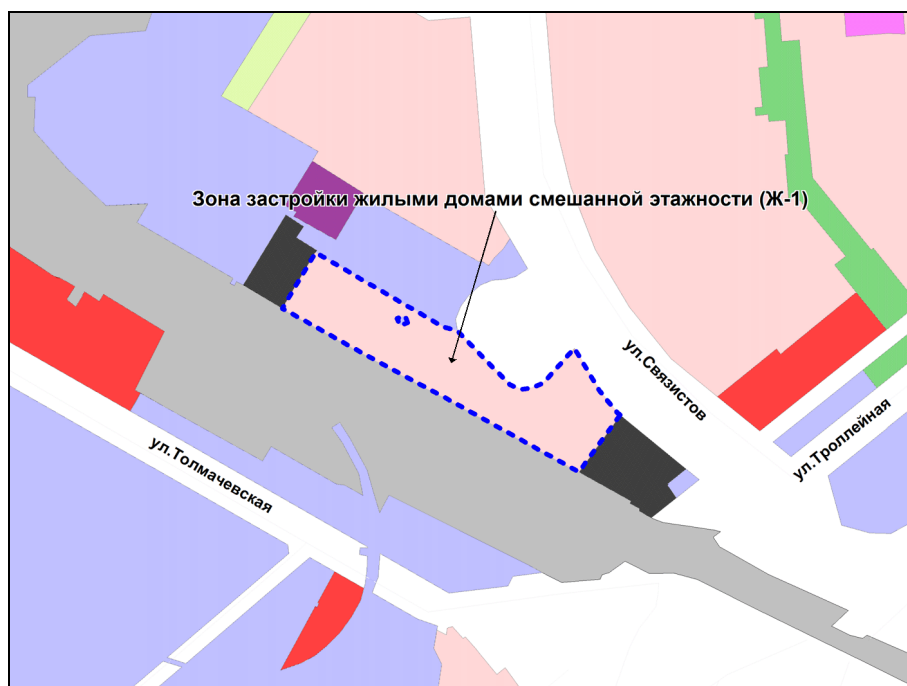 Зона застройки жилыми домами смешанной этажности (Ж-1)
ул.Связистов
ул.Троллейная
ул.Толмачевская